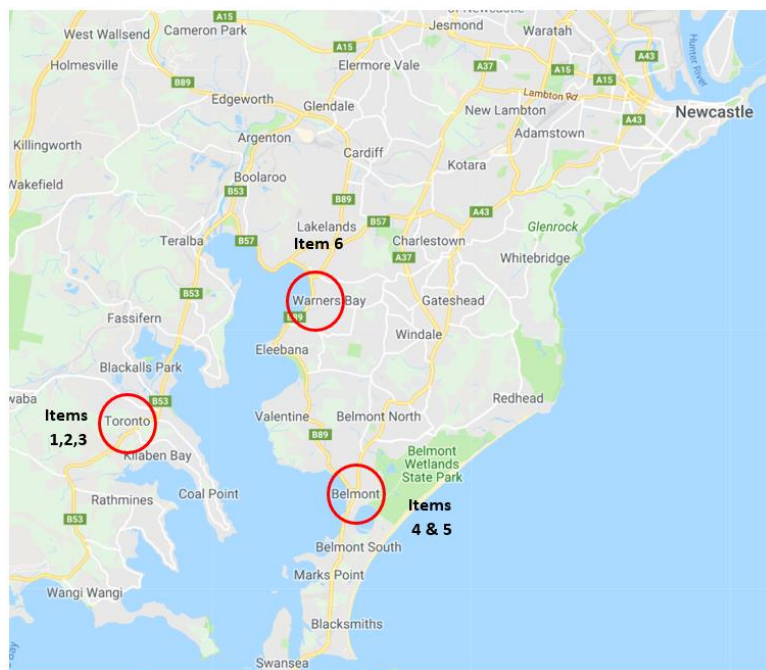 A15
Jesmond
Waratah
West Wallsend
Cameron Park
A15
A43
Hunter River
Holmesville
Elermore Vale
A37
A15
B89
Lambton Rd
A43
Edgeworth
Glendale
New Lambton
Newcastle
A15
A43
Adamstown
Argenton
Killingworth
Cardiff
Kotara
Boolaroo
Wakefield
B53
B89
A43
Lakelands
B57
Glenrock
Teralba
B57
Item 6
Charlestown
A37
Whitebridge
B53
Warners Bay
Gateshead
B89
Fassifern
Windale
Eleebana
Blackalls Park
B53
Redhead
Items
1,2,3
Toronto
Valentine
Belmont North
B89
Kilaben Bay
Belmont
Wetlands
State Park
Rathmines
Coal Point
Belmont
Items
4 & 5
B53
Belmont South
Marks Point
Wangi Wangi
Blacksmiths
Swansea